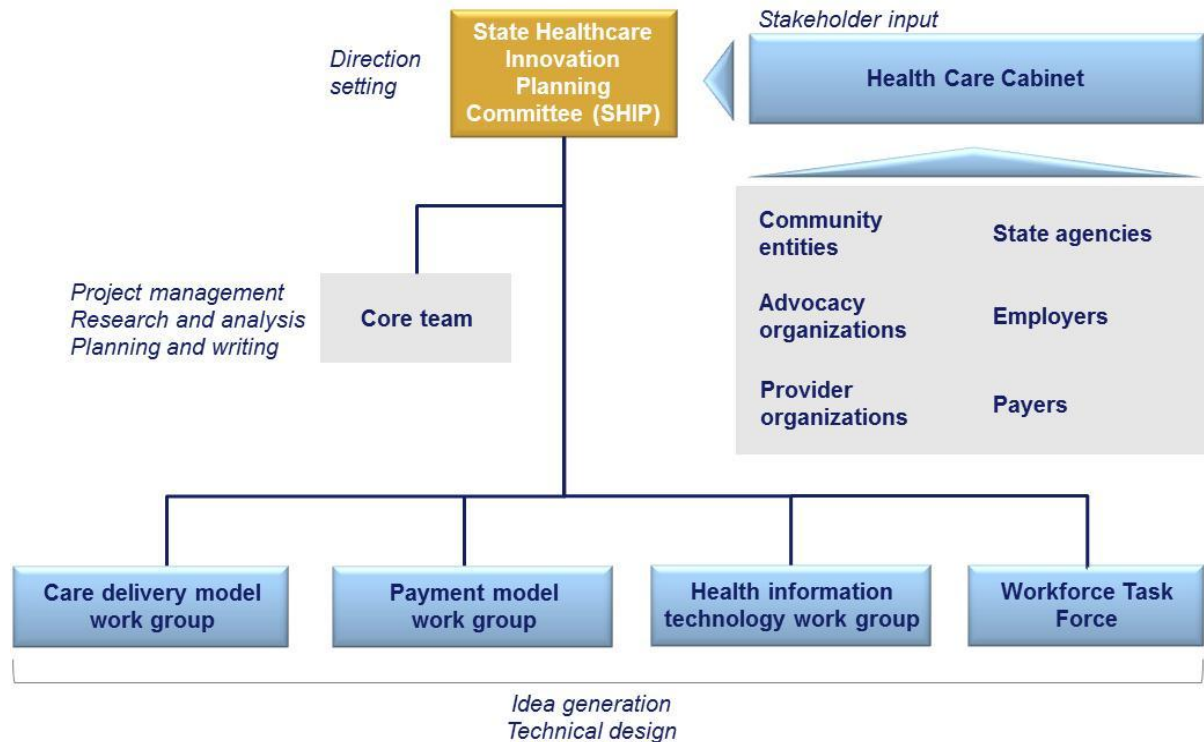 Stakeholder input
State Healthcare
Innovation
Planning
Committee (SHIP)
Direction
setting
Health Care Cabinet
Community
entities
State agencies
Advocacy
organizations
Employers
Provider
organizations
Payers
Project management
Research and analysis
Planning and writing
Core team
Care delivery model
work group
Payment model
work group
Health information
technology work group
Workforce Task
Force
Idea generation
Technical design